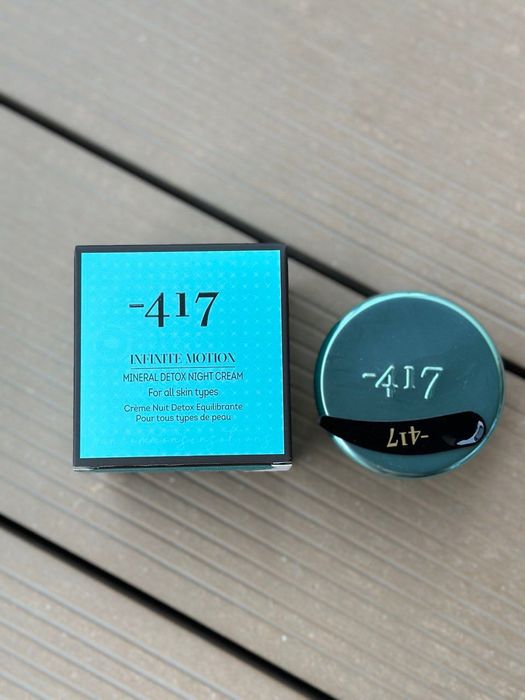 -417
INFINITE MOTION
MINERAL DETOX NIGHT CREAM
For all skin types
Crème Nuit Detox Equilibrante
Pour tous types de peau
-417
-417